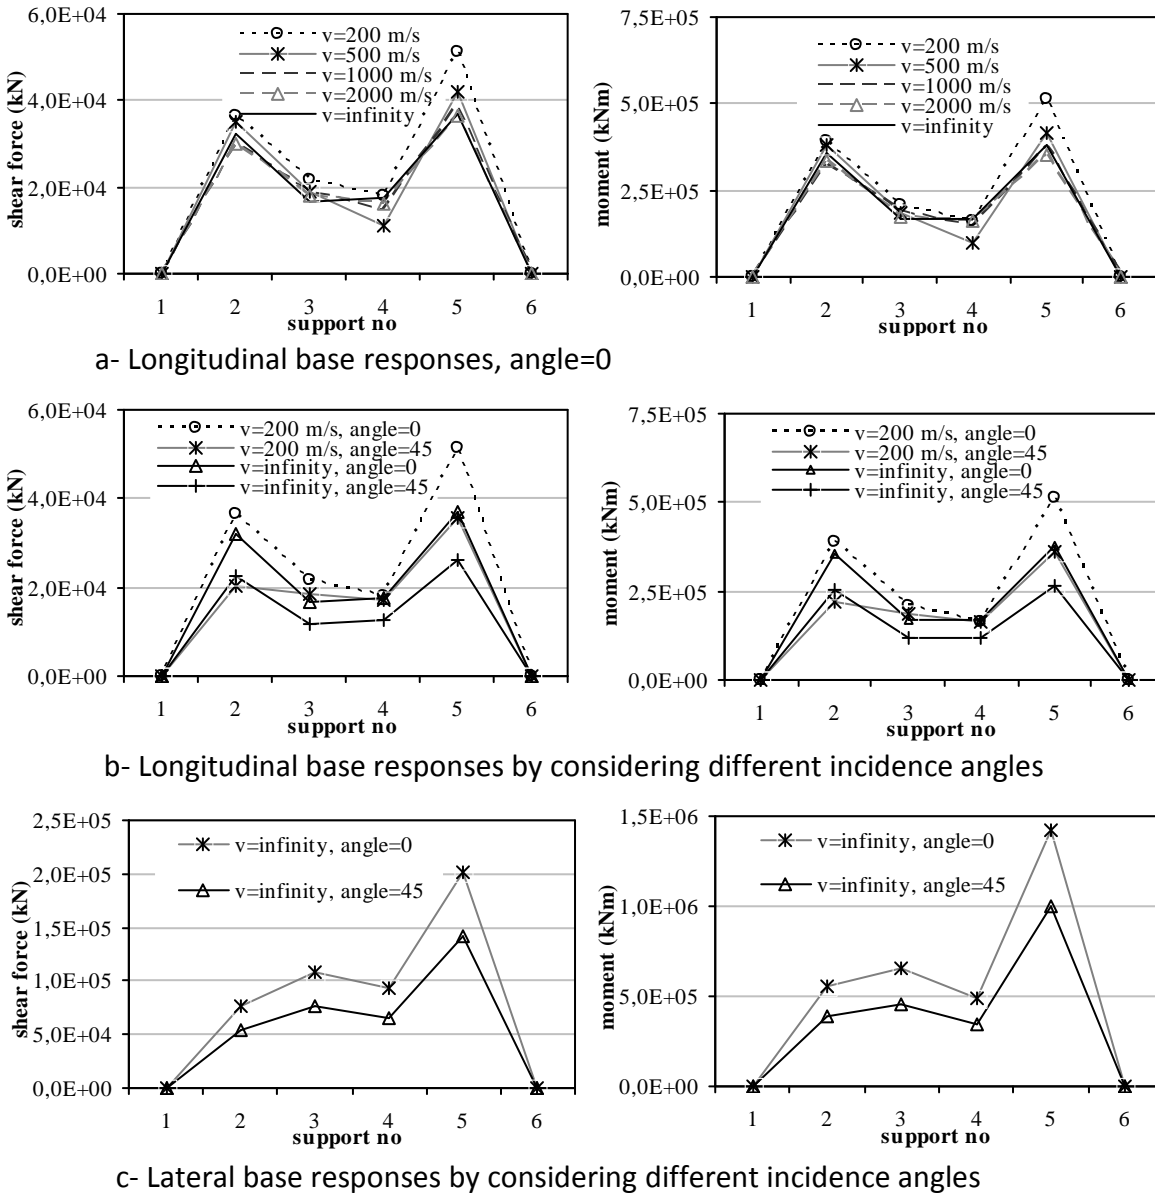 6,0E+04
4,0E+04
2,0E+04
0,0E+00
shear force (kN)
v=200 m/s
v=500 m/s
v=1000 m/s
v=2000 m/s
v=infinity
1 2 3 4 5 6
support no
7,5E+05
5,0E+05
2,5E+05
0,0E+00
moment (kNm)
v=200 m/s
v=500 m/s
v=1000 m/s
v=2000 m/s
v=infinity
1 2 3 4 5 6
support no
a- Longitudinal base responses, angle=0
6,0E+04
4,0E+04
2,0E+04
0,0E+00
shear force (kN)
v=200 m/s, angle=0
v=200 m/s, angle=45
v=infinity, angle=0
v=infinity, angle=45
1 2 3 4 5 6
support no
7,5E+05
5,0E+05
2,5E+05
0,0E+00
moment (kNm)
v=200 m/s, angle=0
v=200 m/s, angle=45
v=infinity, angle=0
v=infinity, angle=45
1 2 3 4 5 6
support no
b- Longitudinal base responses by considering different incidence angles
2,5E+05
2,0E+05
1,5E+05
1,0E+05
5,0E+04
0,0E+00
shear force (kN)
v=infinity, angle=0
v=infinity, angle=45
1 2 3 4 5 6
support no
1,5E+06
1,0E+06
5,0E+05
0,0E+00
moment (kNm)
v=infinity, angle=0
v=infinity, angle=45
1 2 3 4 5 6
support no
c- Lateral base responses by considering different incidence angles